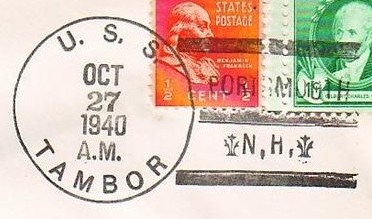 U. S. S.
OCT
27
1940
A.M.
TAMBOR
STATES
POSTAGE
BENJAMIN
FRANKLIN
1/2 CENT 1/2
PORTSMOUTH
N.H.